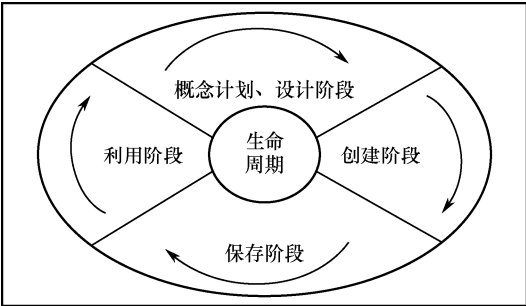 概念计划、设计阶段
利用阶段
生命
周期
创建阶段
保存阶段